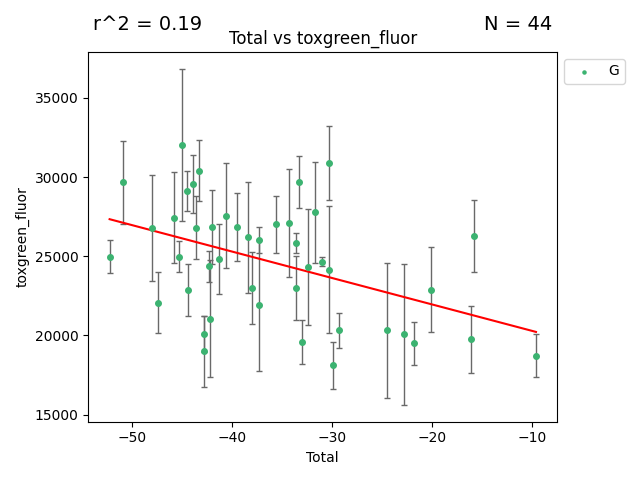 r^2 = 0.19
N = 44
Total vs toxgreen_fluor
G
35000
30000
25000
20000
15000
toxgreen_fluor
−50
−40
−30
−20
−10
Total